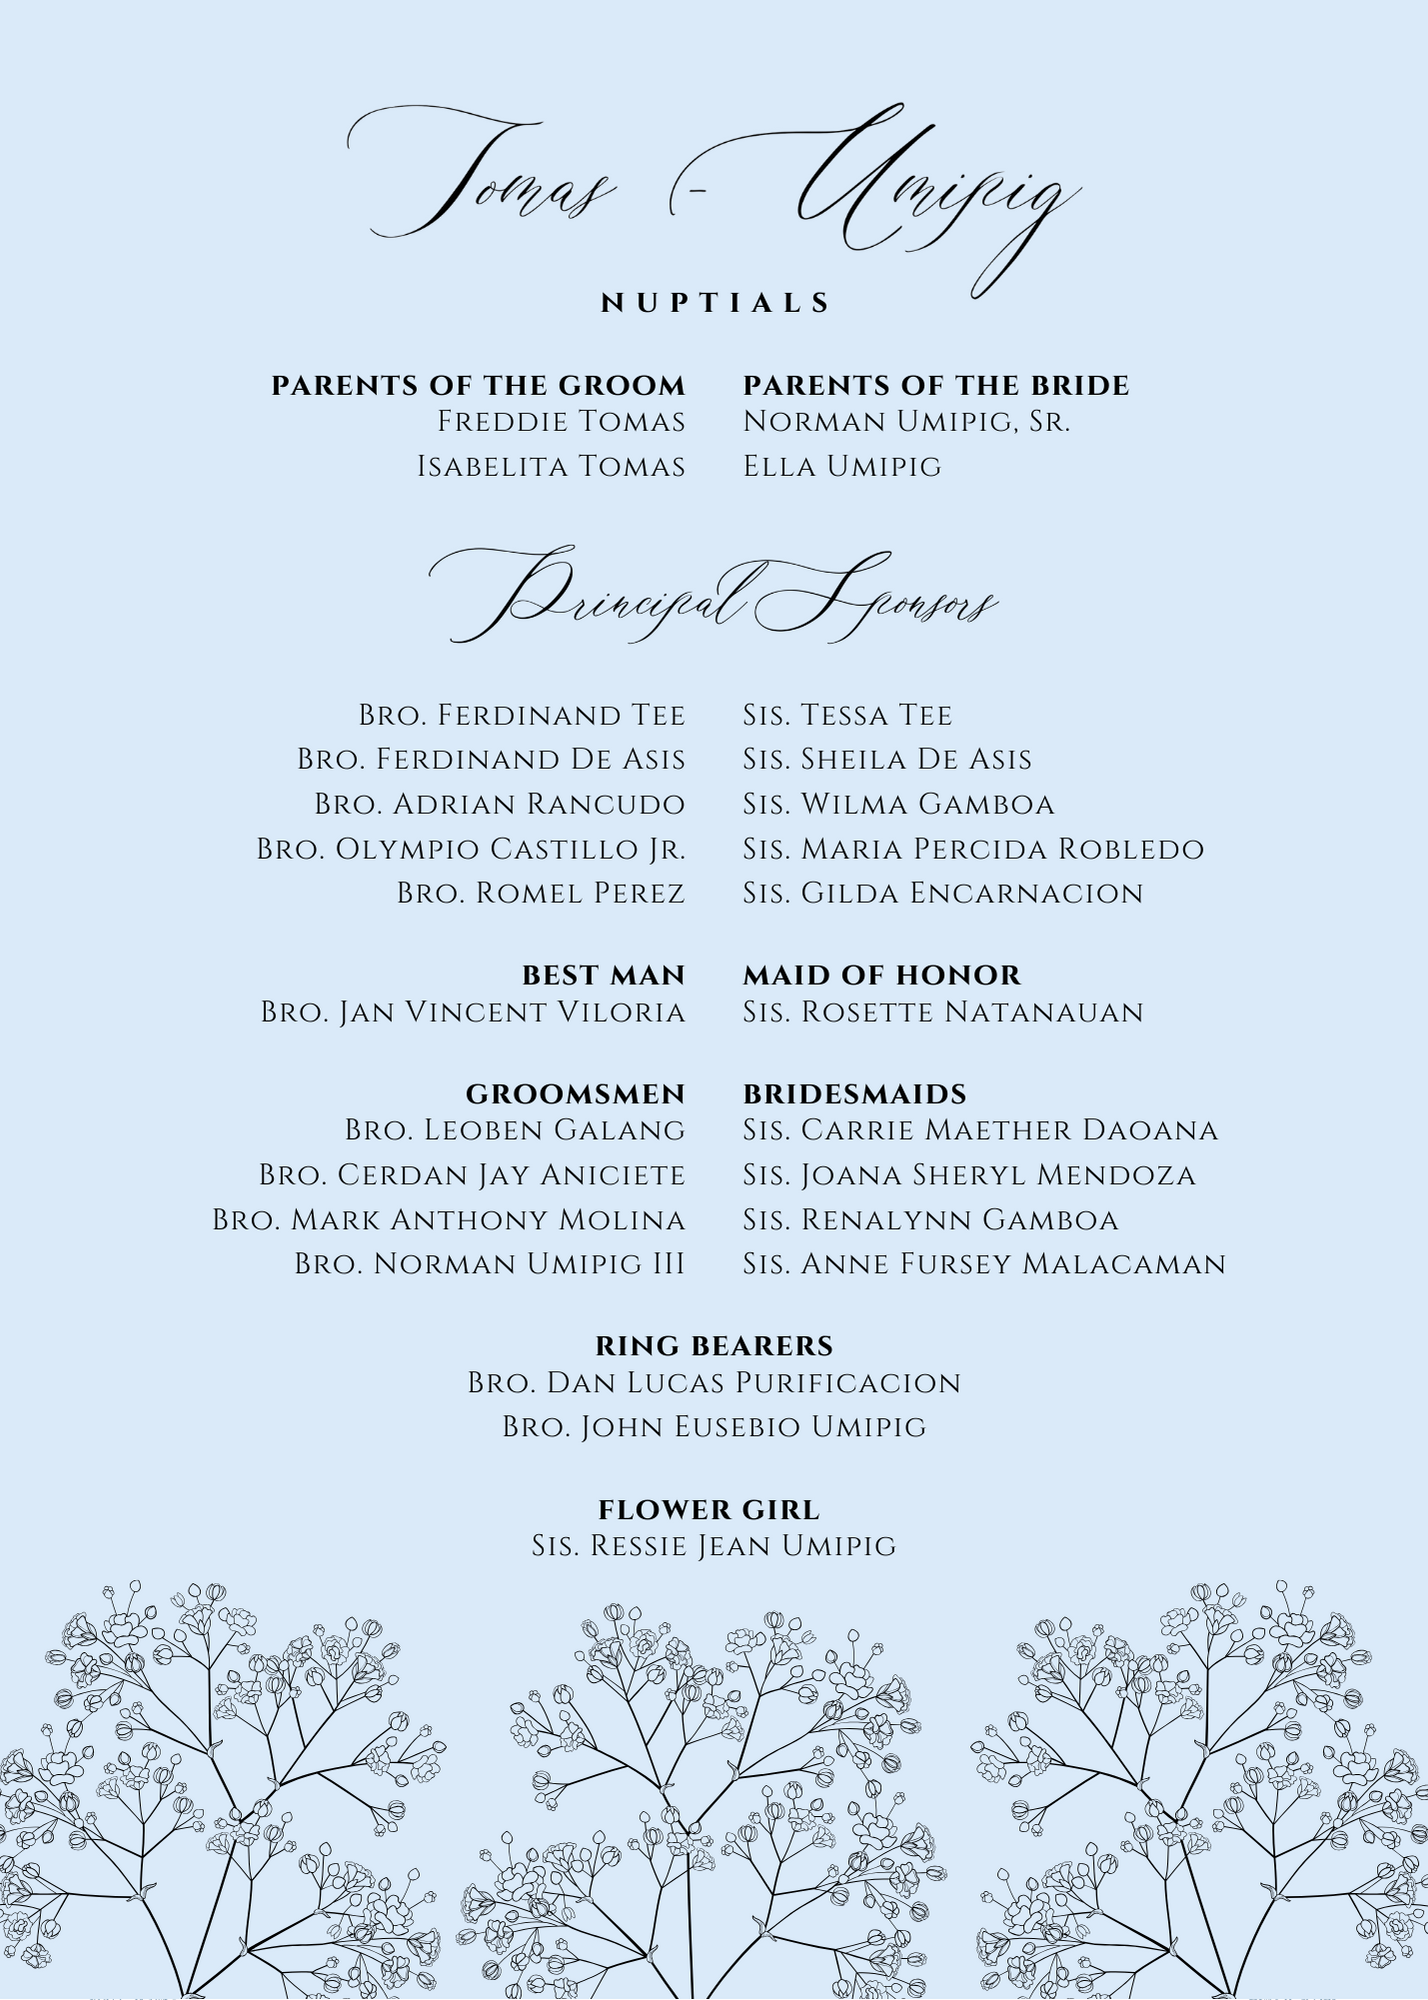 Tomas - Umipig
NUPTIALS
PARENTS OF THE GROOM
Freddie Tomas
Isabelita Tomas
PARENTS OF THE BRIDE
Norman Umipig, Sr.
Ella Umipig
Principal Sponsors
Bro. Ferdinand Tee
Bro. Ferdinand De Asis
Bro. Adrian Rancudo
Bro. Olympio Castillo Jr.
Bro. Romel Perez
Sis. Tessa Tee
Sis. Sheila De Asis
Sis. Wilma Gamboa
Sis. Maria Percida Robledo
Sis. Gilda Encarnacion
BEST MAN
Bro. Jan Vincent Viloria
MAID OF HONOR
Sis. Rosette Natanauan
GROOMSMEN
Bro. Leoben Galang
Bro. Cerdan Jay Aniciete
Bro. Mark Anthony Molina
Bro. Norman Umipig III
BRIDESMAIDS
Sis. Carrie Maether Daoana
Sis. Joana Sheryl Mendoza
Sis. Renalynn Gamboa
Sis. Anne Fursey Malacaman
RING BEARERS
Bro. Dan Lucas Purificacion
Bro. John Eusebio Umipig
FLOWER GIRL
Sis. Ressie Jean Umipig